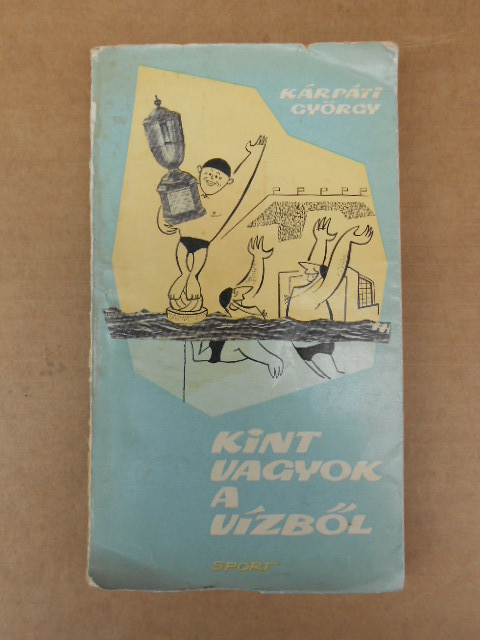 KÁRPÁTI
GYÖRGY
KINT
VAGYOK
A
VÍZBŐL
SPORT